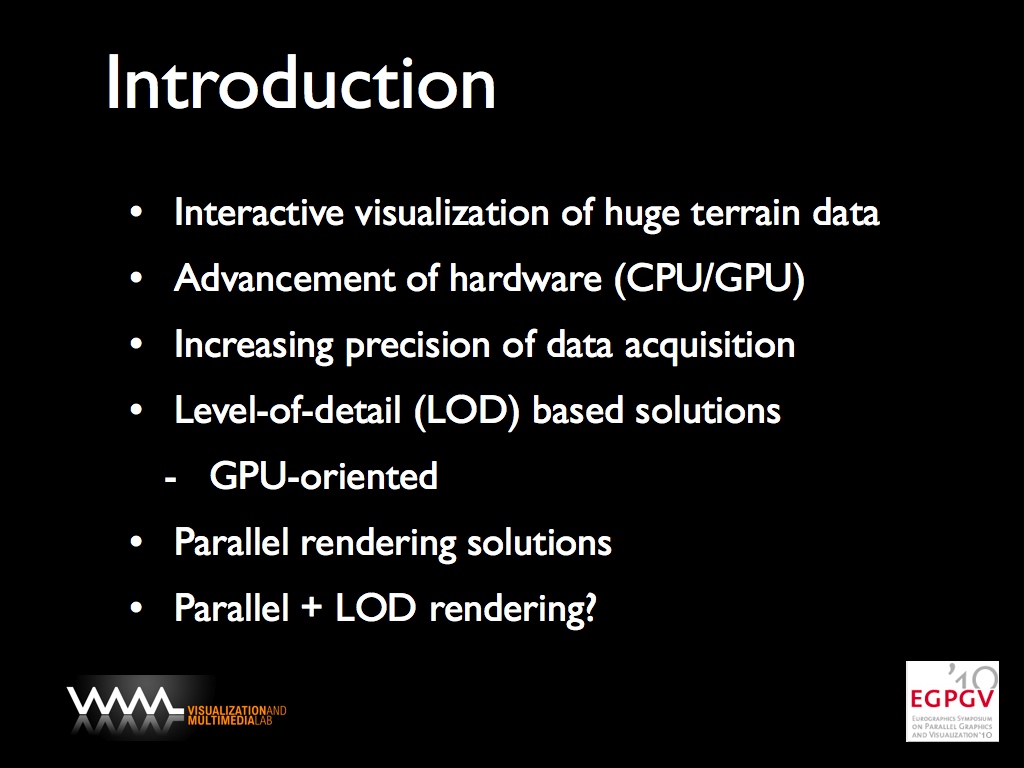 Introduction
• Interactive visualization of huge terrain data
• Advancement of hardware (CPU/GPU)
• Increasing precision of data acquisition
• Level-of-detail (LOD) based solutions
- GPU-oriented
• Parallel rendering solutions
• Parallel + LOD rendering?
VISUALIZATIONAND
MULTIMEDIALAB
'10
EGPGV
EUROGRAPHICS SYMPOSIUM
ON PARALLEL GRAPHICS
AND VISUALIZATION'10